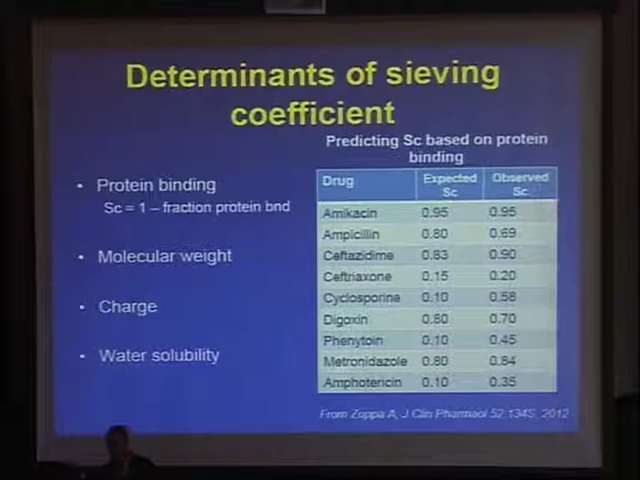 Determinants of sieving
coefficient
Predicting Sc based on protein
binding
• Protein binding
Sc = 1 – fraction protein bnd
• Molecular weight
• Charge
• Water solubility
Drug Expected Sc Observed Sc
Amikacin 0.95 0.95
Ampicillin 0.80 0.69
Ceftazidime 0.83 0.90
Ceftriaxone 0.15 0.20
Cyclosporine 0.10 0.58
Digoxin 0.80 0.70
Phenytoin 0.10 0.45
Metronidazole 0.80 0.84
Amphotericin 0.10 0.35
From Zuppa A, J Clin Pharmacol 52,134S, 2012